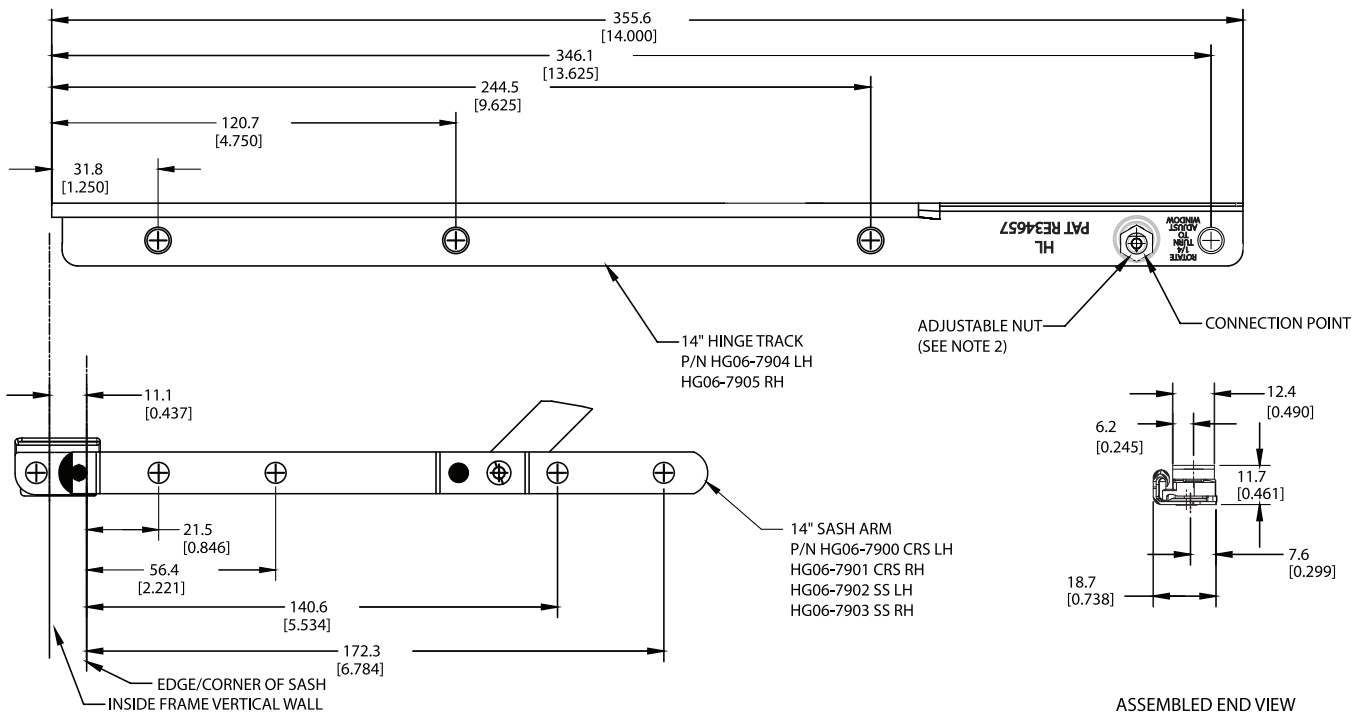 355.6
[14.000]
346.1
[13.625]
244.5
[9.625]
120.7
[4.750]
31.8
[1.250]
HL
PAT RE34657
ROTATE
1/4
TURN
TO
ADJUST
WINDOW
14" HINGE TRACK
P/N HG06-7904 LH
HG06-7905 RH
ADJUSTABLE NUT
(SEE NOTE 2)
CONNECTION POINT
11.1
[0.437]
12.4
[0.490]
6.2
[0.245]
11.7
[0.461]
7.6
[0.299]
18.7
[0.738]
21.5
[0.846]
56.4
[2.221]
140.6
[5.534]
172.3
[6.784]
14" SASH ARM
P/N HG06-7900 CRS LH
HG06-7901 CRS RH
HG06-7902 SS LH
HG06-7903 SS RH
EDGE/CORNER OF SASH
INSIDE FRAME VERTICAL WALL
ASSEMBLED END VIEW